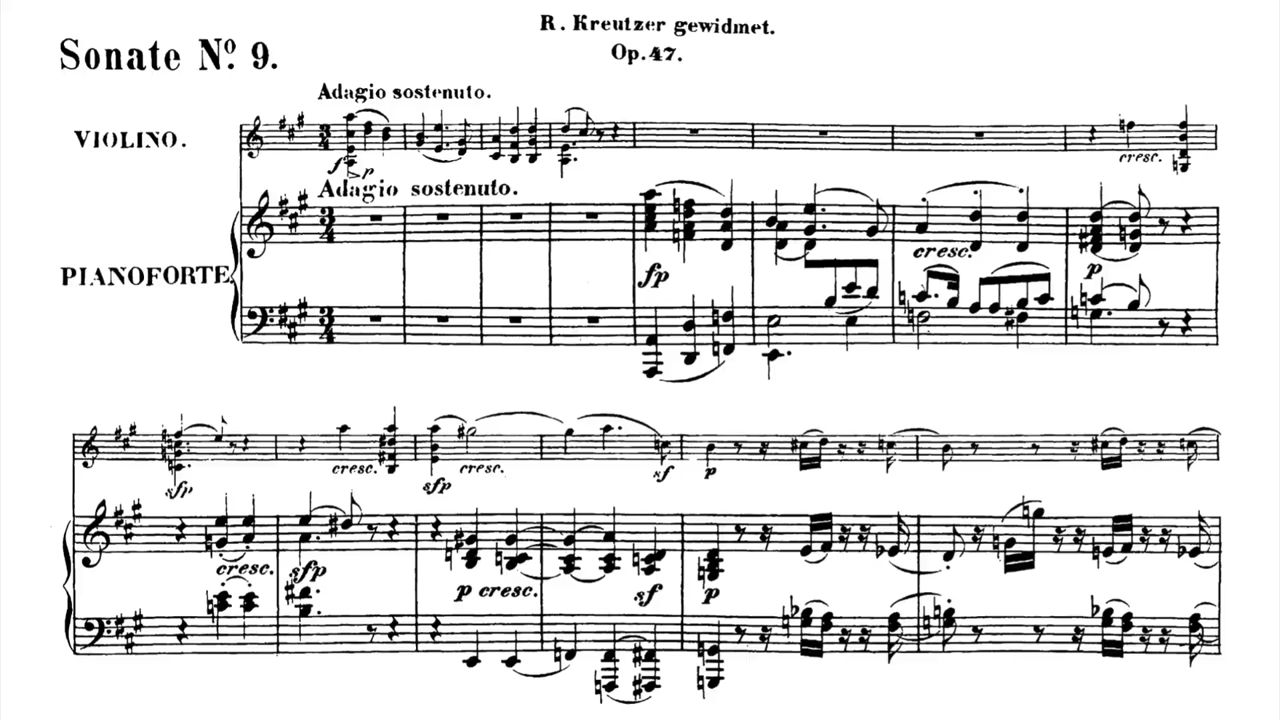 R. Kreutzer gewidmet.
Sonate Nº 9.
Op. 47.
Adagio sostenuto.
VIOLINO.
f p
cresc.
Adagio sostenuto.
PIANOFORTE
fp
cresc.
p
sfp
cresc.
sfp
cresc.
sf
p
cresc.
sfp
p cresc.
sf
p